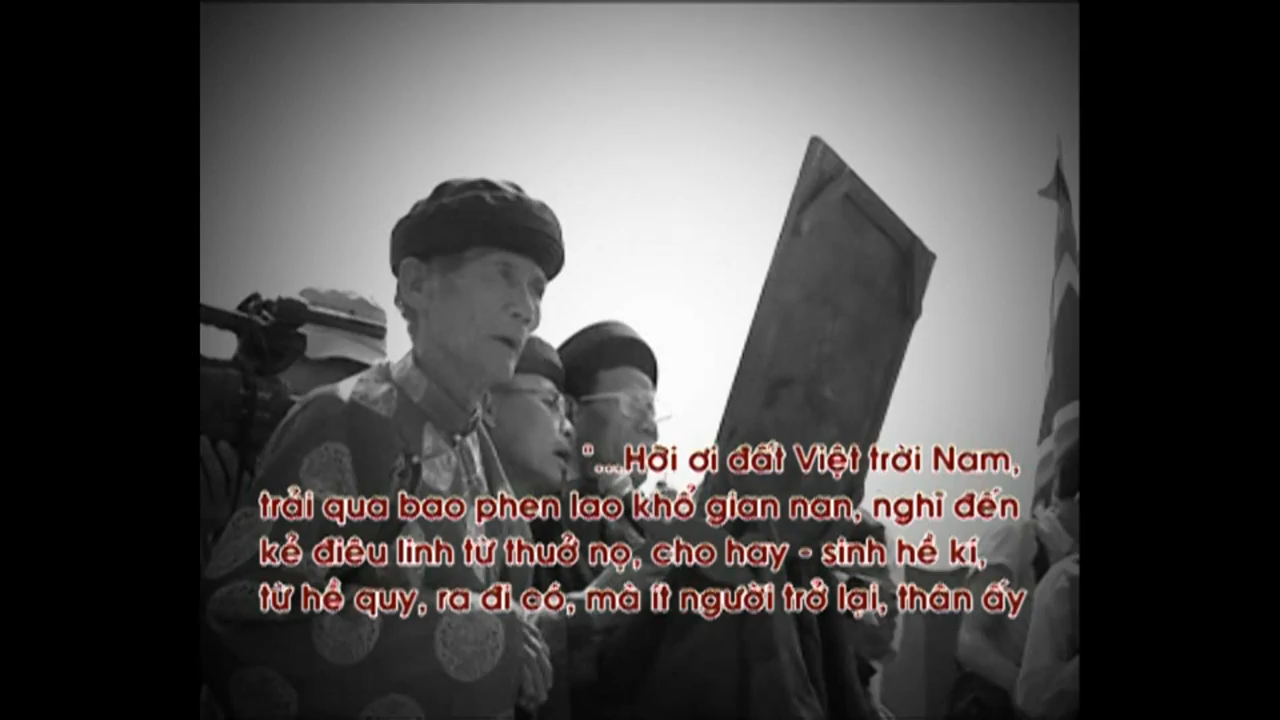 "...Hỡi ơi đất Việt trời Nam,
trải qua bao phen lao khổ gian nan, nghĩ đến
kẻ điêu linh từ thuở nọ, cho hay - sinh hề kí,
tử hề quy, ra đi có, mà ít người trở lại, thân ấy